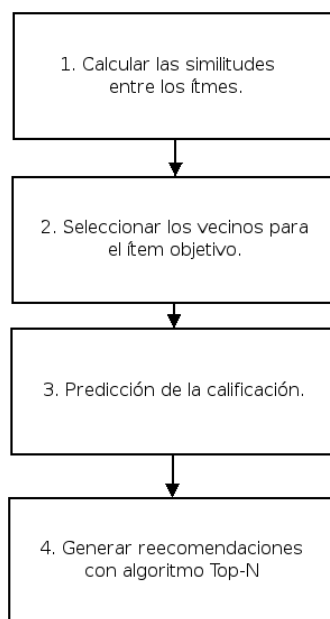 1. Calcular las similitudes
entre los ítmes.
2. Seleccionar los vecinos para
el ítem objetivo.
3. Predicción de la calificación.
4. Generar reecomendaciones
con algoritmo Top-N